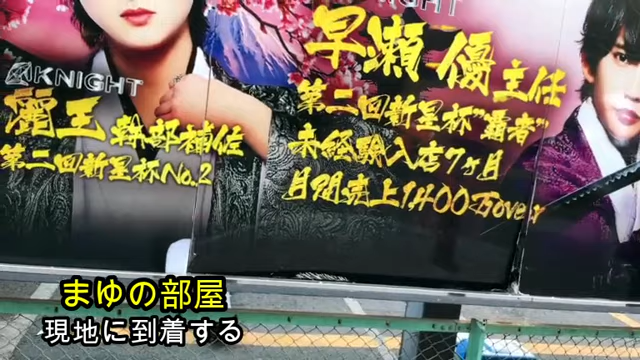 KNIGHT
霸王 幹部補佐
第二回新星杯No.2
KNIGHT
早瀬 優 主任
第二回新星杯"覇者"
未経験入店7ヶ月
月間売上1400万over
まゆの部屋
現地に到着する